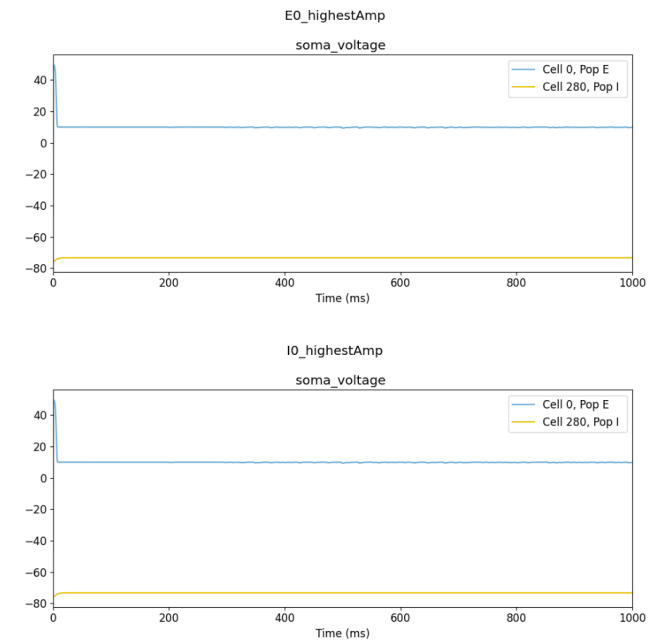 E0_highestAmp
soma_voltage
Cell 0, Pop E
Cell 280, Pop I
40
20
0
−20
−40
−60
−80
0 200 400 600 800 1000
Time (ms)
I0_highestAmp
soma_voltage
Cell 0, Pop E
Cell 280, Pop I
40
20
0
−20
−40
−60
−80
0 200 400 600 800 1000
Time (ms)